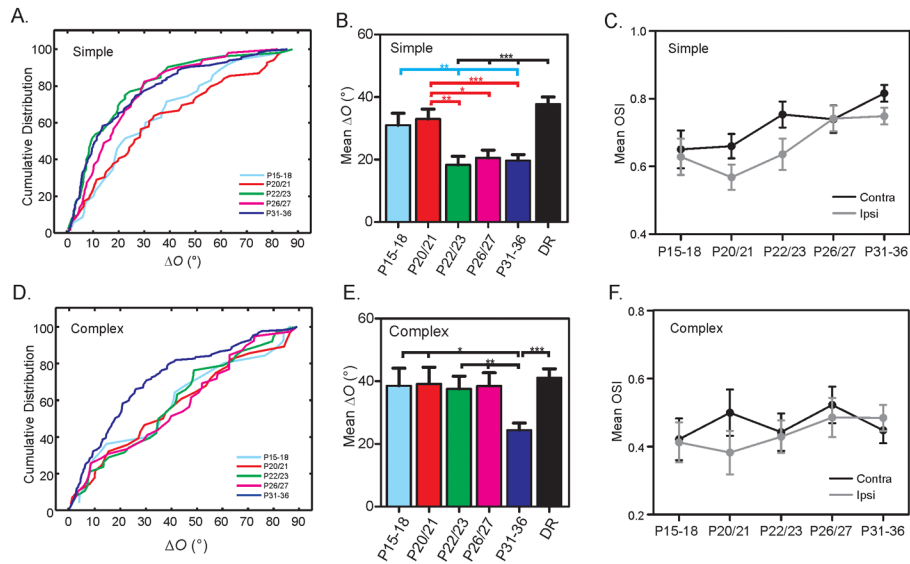 A.
Simple
Cumulative Distribution
100
80
60
40
20
0
0 10 20 30 40 50 60 70 80 90
ΔO (°)
P15-18
P20/21
P22/23
P26/27
P31-36
B.
Simple
Mean ΔO (°)
60
40
20
0
**
***
***
*
**
P15-18
P20/21
P22/23
P26/27
P31-36
DR
C.
Simple
Mean OSI
1.0
0.8
0.6
0.4
Contra
Ipsi
P15-18 P20/21 P22/23 P26/27 P31-36
D.
Complex
Cumulative Distribution
100
80
60
40
20
0
0 10 20 30 40 50 60 70 80 90
ΔO (°)
P15-18
P20/21
P22/23
P26/27
P31-36
E.
Complex
Mean ΔO (°)
60
40
20
0
*
**
***
P15-18
P20/21
P22/23
P26/27
P31-36
DR
F.
Complex
Mean OSI
0.8
0.6
0.4
0.2
Contra
Ipsi
P15-18 P20/21 P22/23 P26/27 P31-36